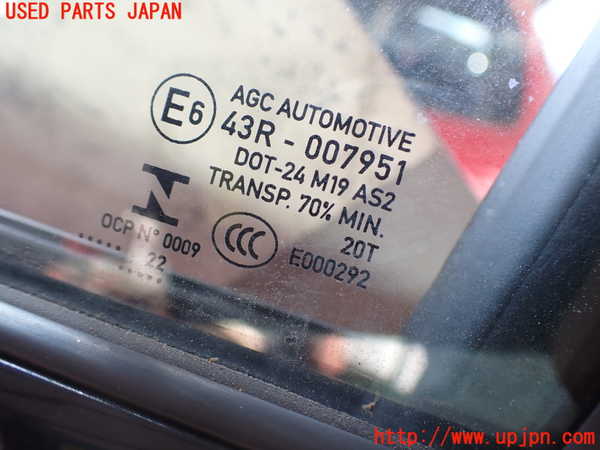 USED PARTS JAPAN
E6
AGC AUTOMOTIVE
43R - 007951
DOT-24 M19 AS2
TRANSP. 70% MIN.
20T
OCP N° 0009
CCC
E000292
..... 22
.....
http://www.upjpn.com/